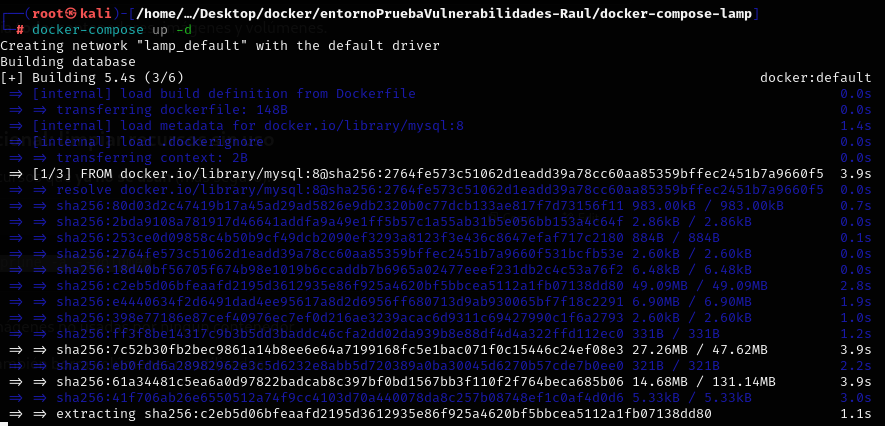 ┌──(root㉿kali)-[/home/…/Desktop/docker/entornoPruebaVulnerabilidades-Raul/docker-compose-lamp]
└─# docker-compose up -d
Creating network "lamp_default" with the default driver
Building database
[+] Building 5.4s (3/6) docker:default
=> [internal] load build definition from Dockerfile 0.0s
=> => transferring dockerfile: 148B 0.0s
=> [internal] load metadata for docker.io/library/mysql:8 1.4s
=> [internal] load .dockerignore 0.0s
=> => transferring context: 2B 0.0s
=> [1/3] FROM docker.io/library/mysql:8@sha256:2764fe573c51062d1eadd39a78cc60aa85359bffec2451b7a9660f5 3.9s
=> => resolve docker.io/library/mysql:8@sha256:2764fe573c51062d1eadd39a78cc60aa85359bffec2451b7a9660f5 0.0s
=> => sha256:80d03d2c47419b17a45ad29ad5826e9db2320b0c77dcb133ae817f7d73156f11 983.00kB / 983.00kB 0.7s
=> => sha256:2bda9108a781917d46641addfa9a49e1ff5b57c1a55ab31b5e056bb153a4c64f 2.86kB / 2.86kB 0.0s
=> => sha256:253ce0d09858c4b50b9cf49dcb2090ef3293a8123f3e436c8647efaf717c2180 884B / 884B 0.1s
=> => sha256:2764fe573c51062d1eadd39a78cc60aa85359bffec2451b7a9660f531bcfb53e 2.60kB / 2.60kB 0.0s
=> => sha256:18d40bf56705f674b98e1019b6ccaddb7b6965a02477eeef231db2c4c53a76f2 6.48kB / 6.48kB 0.0s
=> => sha256:c2eb5d06bfeaafd2195d3612935e86f925a4620bf5bbcea5112a1fb07138dd80 49.09MB / 49.09MB 2.8s
=> => sha256:e4440634f2d6491dad4ee95617a8d2d6956ff680713d9ab930065bf7f18c2291 6.90MB / 6.90MB 1.9s
=> => sha256:398e77186e87cef40976ec7ef0d216ae3239acac6d9311c69427990c1f6a2793 2.60kB / 2.60kB 1.0s
=> => sha256:ff3f8be14317c9b3b5dd3baddc46cfa2dd02da939b8e88df4d4a322ffd112ec0 331B / 331B 1.2s
=> => sha256:7c52b30fb2bec9861a14b8ee6e64a7199168fc5e1bac071f0c15446c24ef08e3 27.26MB / 47.62MB 3.9s
=> => sha256:eb0fdd6a28982962e3c5d6232e8abb5d720389a0ba30045d6270b57cde7b0ee0 321B / 321B 2.2s
=> => sha256:61a34481c5ea6a0d97822badcab8c397bf0bd1567bb3f110f2f764beca685b06 14.68MB / 131.14MB 3.9s
=> => sha256:41f706ab26e6550512a74f9cc4103d70a440078da8c257b08748ef1c0af4d0d6 5.33kB / 5.33kB 3.0s
=> => extracting sha256:c2eb5d06bfeaafd2195d3612935e86f925a4620bf5bbcea5112a1fb07138dd80 1.1s